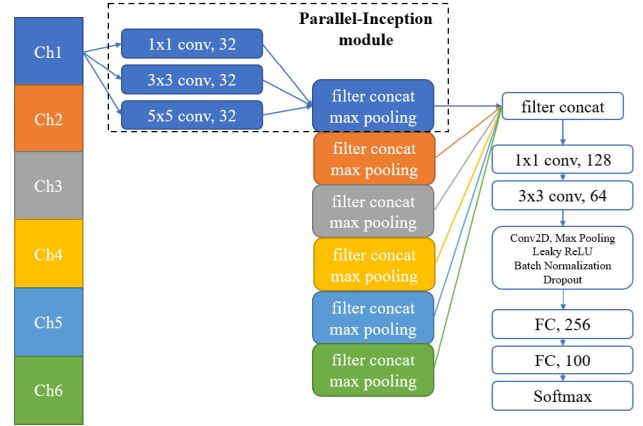 Parallel-Inception
module
Ch1
Ch2
Ch3
Ch4
Ch5
Ch6
1x1 conv, 32
3x3 conv, 32
5x5 conv, 32
filter concat
max pooling
filter concat
max pooling
filter concat
max pooling
filter concat
max pooling
filter concat
max pooling
filter concat
max pooling
filter concat
1x1 conv, 128
3x3 conv, 64
Conv2D, Max Pooling
Leaky ReLU
Batch Normalization
Dropout
FC, 256
FC, 100
Softmax